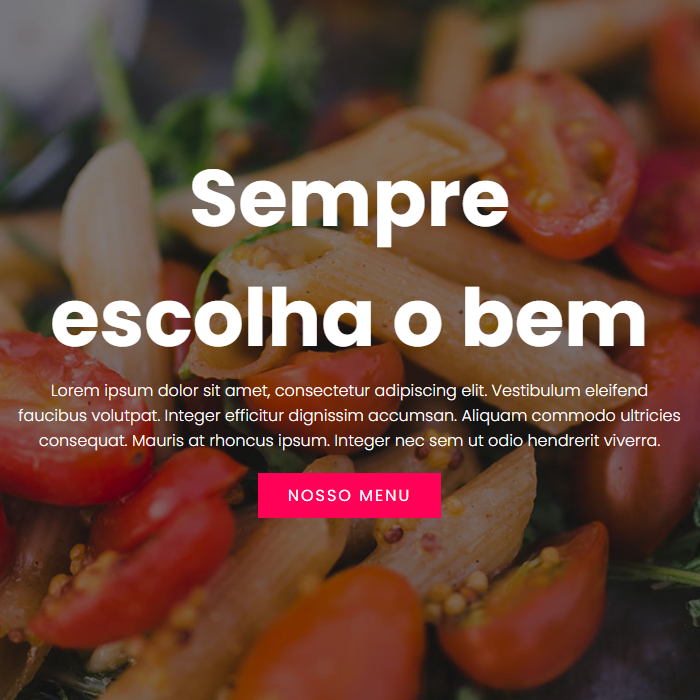 Sempre
escolha o bem
Lorem ipsum dolor sit amet, consectetur adipiscing elit. Vestibulum eleifend
faucibus volutpat. Integer efficitur dignissim accumsan. Aliquam commodo ultricies
consequat. Mauris at rhoncus ipsum. Integer nec sem ut odio hendrerit viverra.
NOSSO MENU